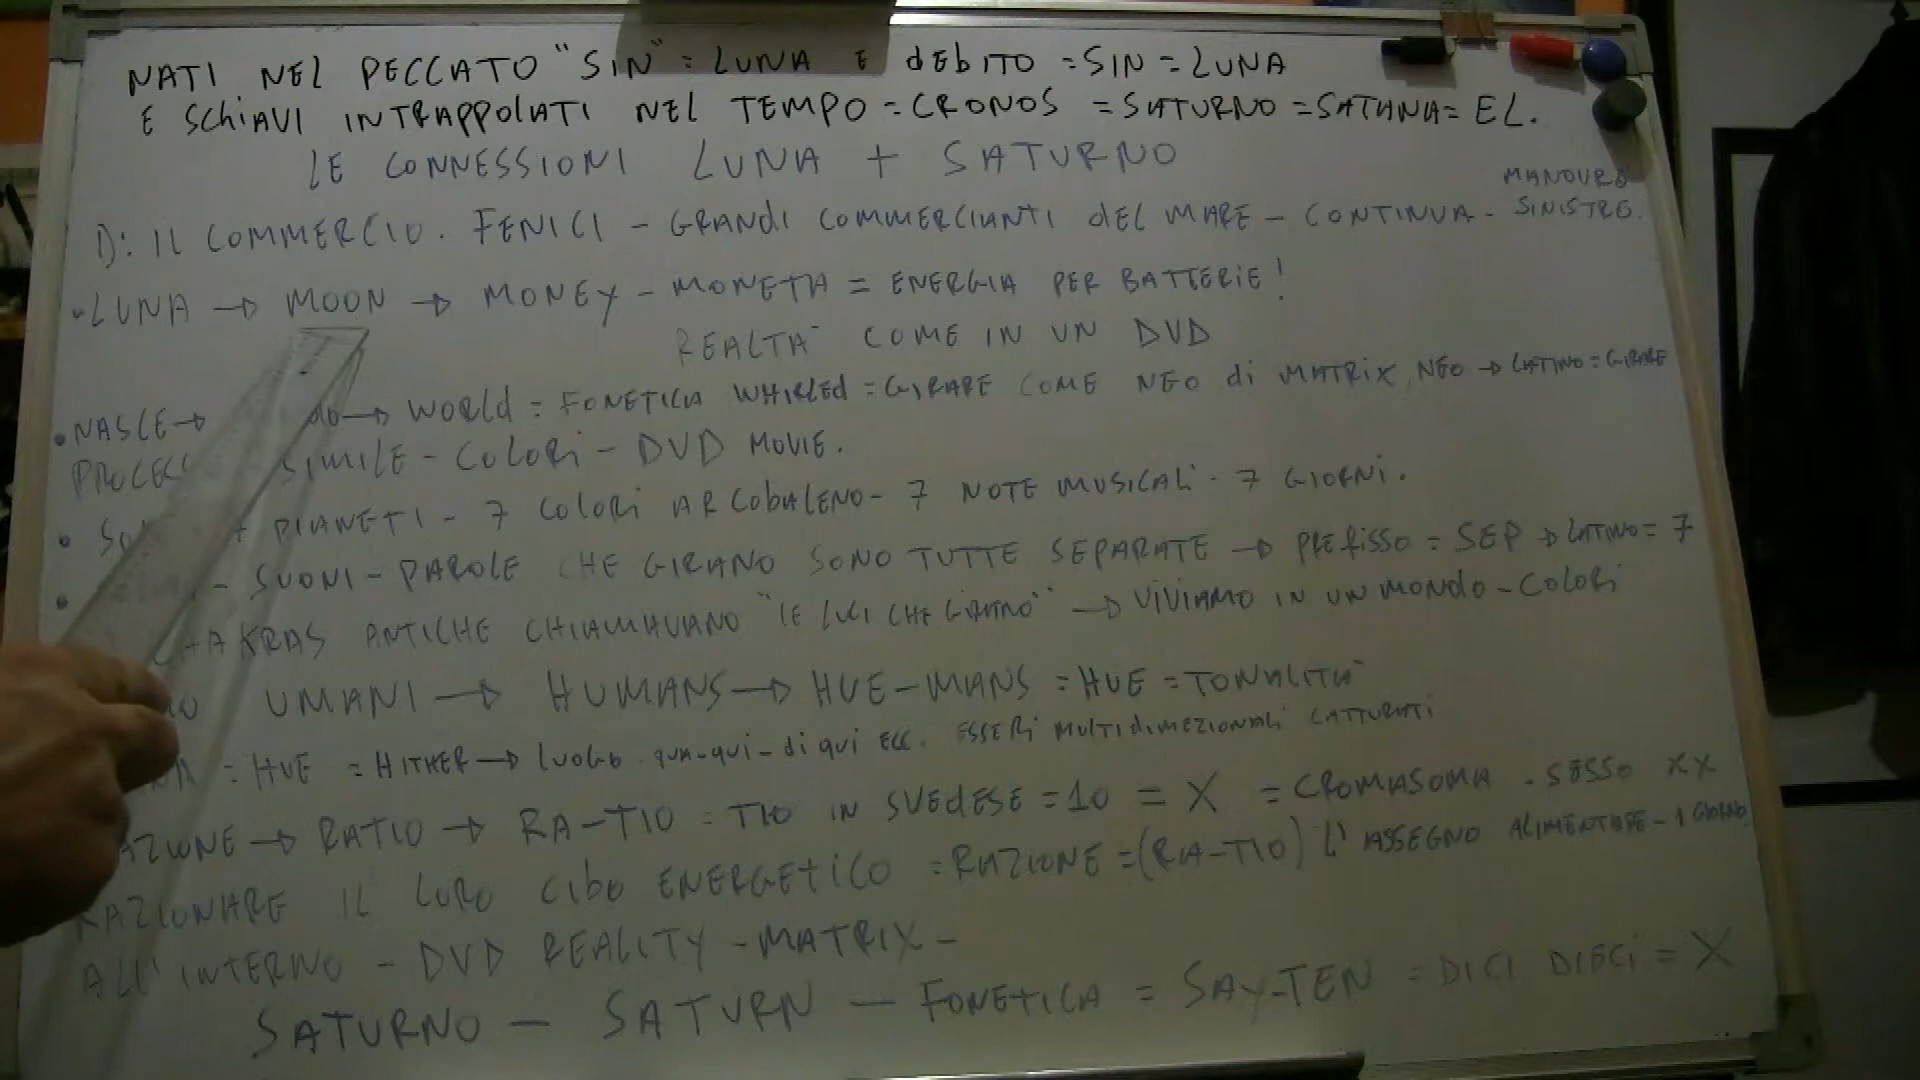 NATI NEL PECCATO "SIN" = LUNA E DEBITO = SIN = LUNA
E SCHIAVI INTRAPPOLATI NEL TEMPO = CRONOS = SATURNO = SATANA = EL.
LE CONNESSIONI LUNA + SATURNO
1): IL COMMERCIO. FENICI - GRANDI COMMERCIANTI DEL MARE - CONTINUA - MANOVRE SINISTRE.
• LUNA → MOON → MONEY - MONETA = ENERGIA PER BATTERIE!
REALTA' COME IN UN DVD
• NASCE → → WORLD = FONETICA WHIRLED = GIRARE COME NEO di MATRIX, NEO → LATINO = GIRARE
SIMILE - COLORI - DVD MOVIE.
• PIANETI - 7 COLORI ARCOBALENO - 7 NOTE MUSICALI - 7 GIORNI.
• - SUONI - PAROLE CHE GIRANO SONO TUTTE SEPARATE → PREFISSO = SEP → LATINO = 7
ANTICHE CHIAMAVANO "LE LUCI CHE GIRANO" → VIVIAMO IN UN MONDO - COLORI
UMANI → HUMANS → HUE-MANS = HUE = TONALITA'
= HUE = HITHER → LUOGO. qua-qui-di qui ECC. ESSERI MULTIDIMEZIONALI CATTURATI
→ RATIO → RA-TIO = TIO IN SVEDESE = 10 = X = CROMASOMA - SESSO XX
RAZIONARE IL LORO CIBO ENERGETICO = RAZIONE = (RA-TIO) L'ASSEGNO ALIMENTARE - 1 GIORNO
ALL'INTERNO - DVD REALITY - MATRIX -
SATURNO - SATURN - FONETICA = SAY-TEN = DICI DIECI = X